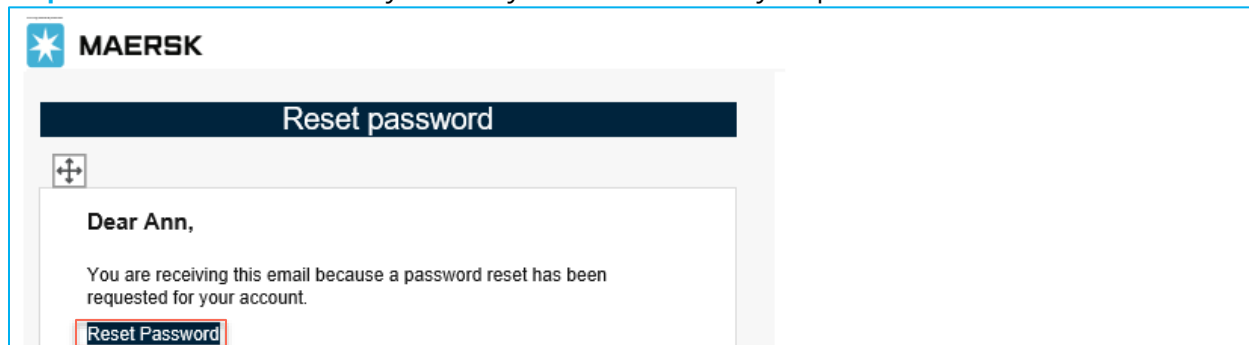 MAERSK
Reset password
Dear Ann,
You are receiving this email because a password reset has been
requested for your account.
Reset Password